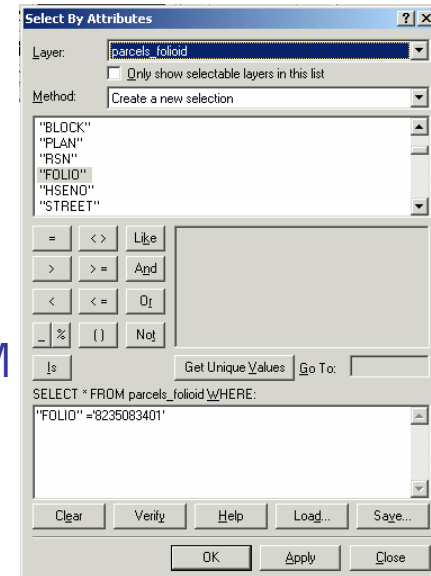 Select By Attributes ? X
Layer: parcels_folioid
Only show selectable layers in this list
Method: Create a new selection
"BLOCK"
"PLAN"
"RSN"
"FOLIO"
"HSENO"
"STREET"
= <> Like
> >= And
< <= Or
_ % () Not
M
Is Get Unique Values Go To:
SELECT * FROM parcels_folioid WHERE:
"FOLIO" ='8235083401'
Clear Verify Help Load... Save...
OK Apply Close